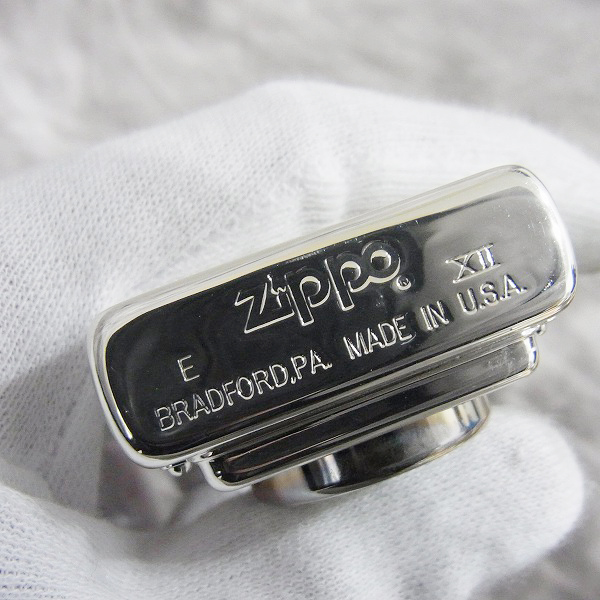 Zippo.
E XII
BRADFORD,PA. MADE IN U.S.A.